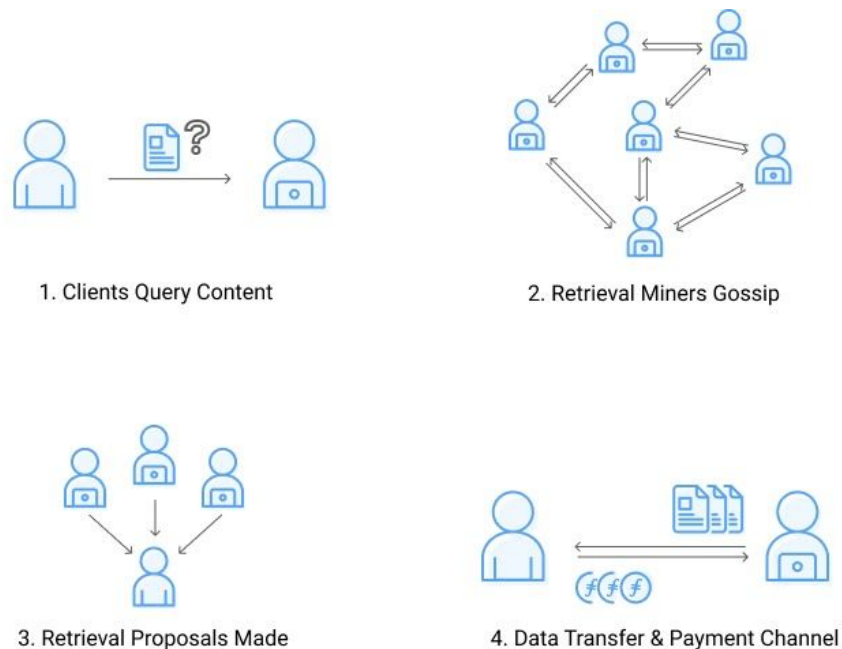 ?
1. Clients Query Content
2. Retrieval Miners Gossip
3. Retrieval Proposals Made
4. Data Transfer & Payment Channel